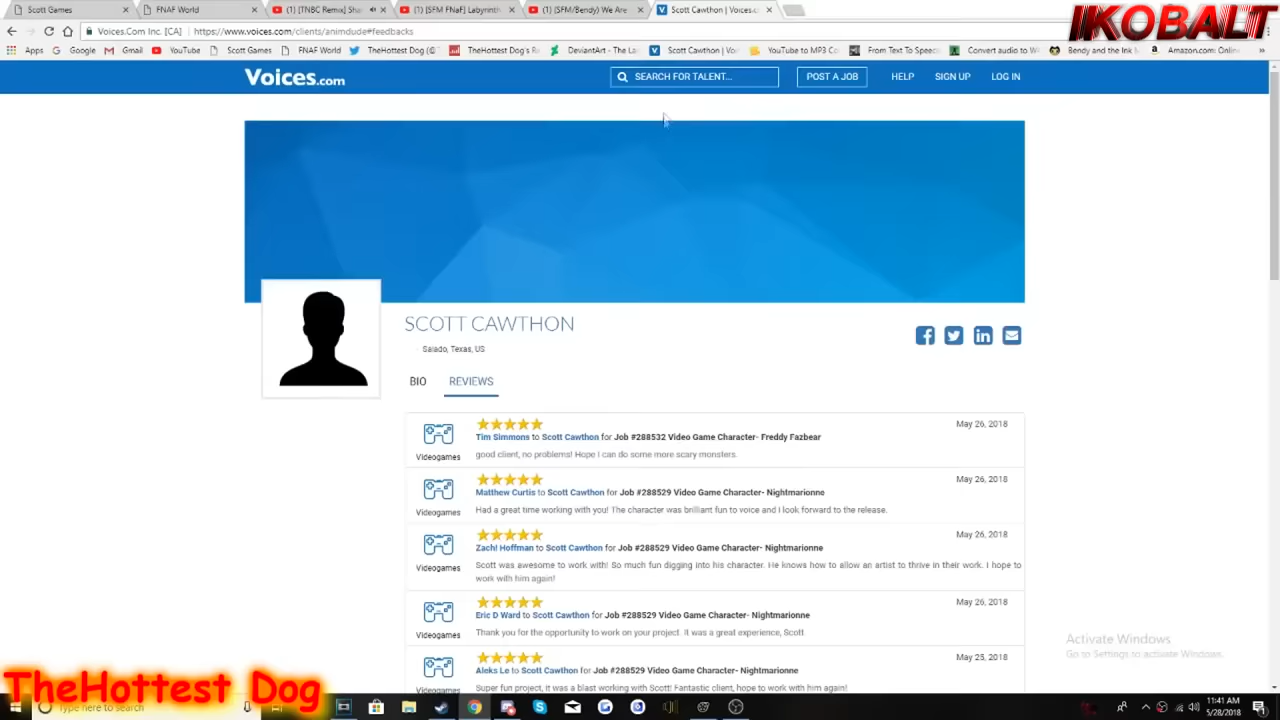 Scott Games
FNAF World
[TNBC Remix] Sha
(1) [SFM FNaF] Labyrinth
(1) (SFM/Bendy) We Are
Scott Cawthon | Voices.c
IKOBALT
Voices.Com Inc. [CA] https://www.voices.com/clients/animdude#feedbacks
Apps Google Gmail YouTube Scott Games FNAF World TheHottestDog (@T TheHottest Dog's DeviantArt - The La Scott Cawthon | Voi YouTube to MP3 Co From Text To Speech Convert audio to W Bendy and the Ink M Amazon.com: Onlin
Voices.com
SEARCH FOR TALENT...
POST A JOB
HELP
SIGN UP
LOG IN
SCOTT CAWTHON
Salado, Texas, US
BIO
REVIEWS
Videogames
Tim Simmons to Scott Cawthon for Job #288532 Video Game Character- Freddy Fazbear
May 26, 2018
good client, no problems! Hope I can do some more scary monsters.
Videogames
Matthew Curtis to Scott Cawthon for Job #288529 Video Game Character- Nightmarionne
May 26, 2018
Had a great time working with you! The character was brilliant fun to voice and i look forward to the release.
Videogames
Zach! Hoffman to Scott Cawthon for Job #288529 Video Game Character- Nightmarionne
May 26, 2018
Scott was awesome to work with! So much fun digging into his character. He knows how to allow an artist to thrive in their work. I hope to
work with him again!
Videogames
Eric D Ward to Scott Cawthon for Job #288529 Video Game Character- Nightmarionne
May 26, 2018
Thank you for the opportunity to work on your project. It was a great experience, Scott
Videogames
Aleks Le to Scott Cawthon for Job #288529 Video Game Character- Nightmarionne
May 25, 2018
Super fun project, it was a blast working with Scott! Fantastic client, hope to work with him again!
Activate Windows
Go to Settings to activate Windows.
TheHottest Dog
Type here to search
11:41 AM
5/28/2018